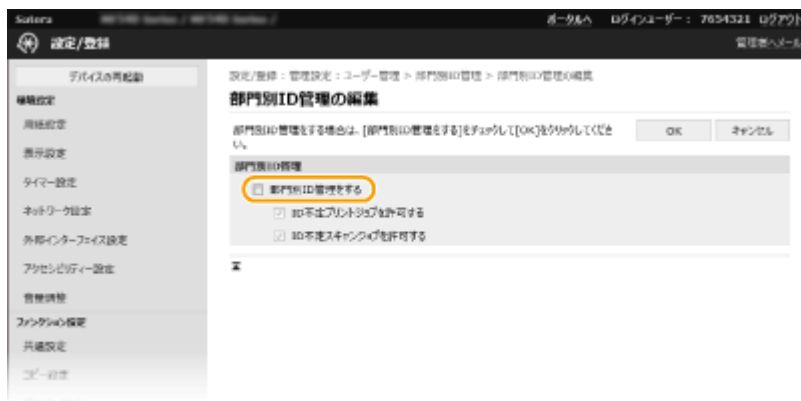 Satera
ポータルへ ログインユーザー: 7654321 ログアウト
設定/登録
管理者へメール
デバイスの再起動
環境設定
用紙設定
表示設定
タイマー設定
ネットワーク設定
外部インターフェイス設定
アクセシビリティー設定
音量調整
ファンクション設定
共通設定
コピー設定
設定/登録 : 管理設定 : ユーザー管理 > 部門別ID管理 > 部門別ID管理の編集
部門別ID管理の編集
部門別ID管理をする場合は、[部門別ID管理をする]をチェックして[OK]をクリックしてください。
OK キャンセル
部門別ID管理
部門別ID管理をする
ID不定プリントジョブを許可する
ID不定スキャンジョブを許可する